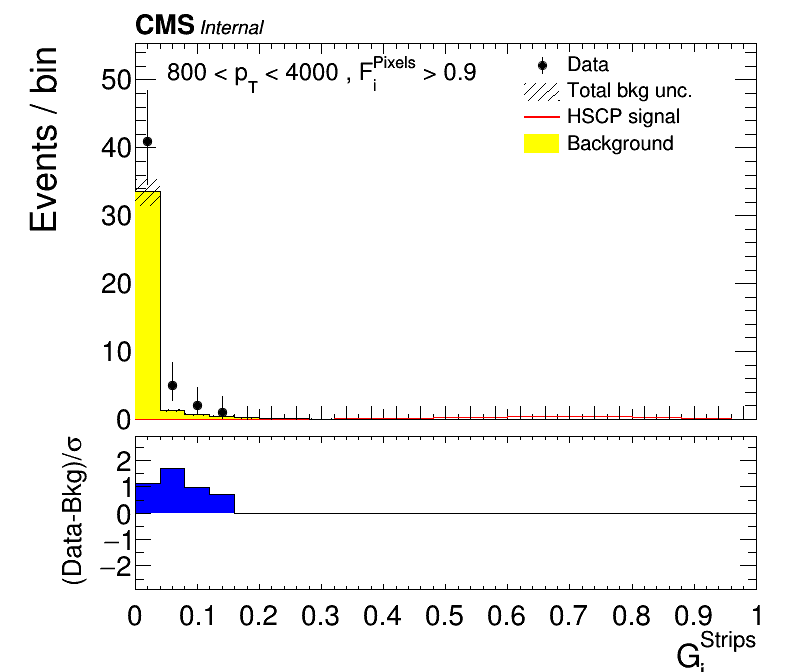 CMS Internal
Events / bin
800 < p_T < 4000 , F_i^Pixels > 0.9
Data
Total bkg unc.
HSCP signal
Background
50
40
30
20
10
0
(Data-Bkg)/σ
2
1
0
−1
−2
0 0.1 0.2 0.3 0.4 0.5 0.6 0.7 0.8 0.9 1
G_i^Strips